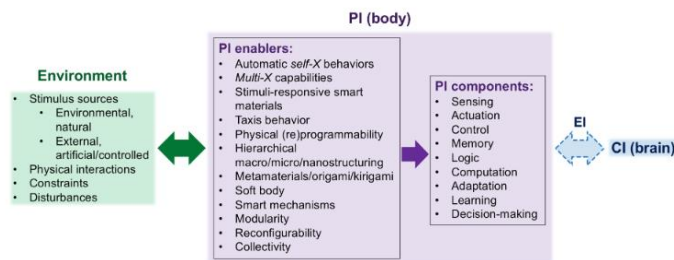 PI (body)
Environment
• Stimulus sources
• Environmental,
natural
• External,
artificial/controlled
• Physical interactions
• Constraints
• Disturbances
PI enablers:
• Automatic self-X behaviors
• Multi-X capabilities
• Stimuli-responsive smart
materials
• Taxis behavior
• Physical (re)programmability
• Hierarchical
macro/micro/nanostructuring
• Metamaterials/origami/kirigami
• Soft body
• Smart mechanisms
• Modularity
• Reconfigurability
• Collectivity
PI components:
• Sensing
• Actuation
• Control
• Memory
• Logic
• Computation
• Adaptation
• Learning
• Decision-making
EI
CI (brain)